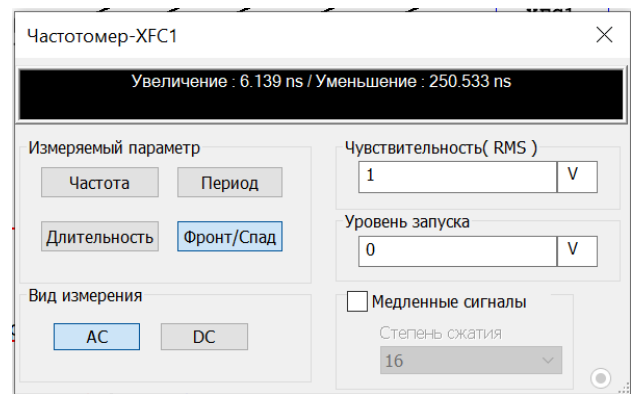 XFC1
Частотомер-XFC1
Увеличение : 6.139 ns / Уменьшение : 250.533 ns
Измеряемый параметр
Частота Период
Длительность Фронт/Спад
Вид измерения
AC DC
Чувствительность( RMS )
1 V
Уровень запуска
0 V
Медленные сигналы
Степень сжатия
16